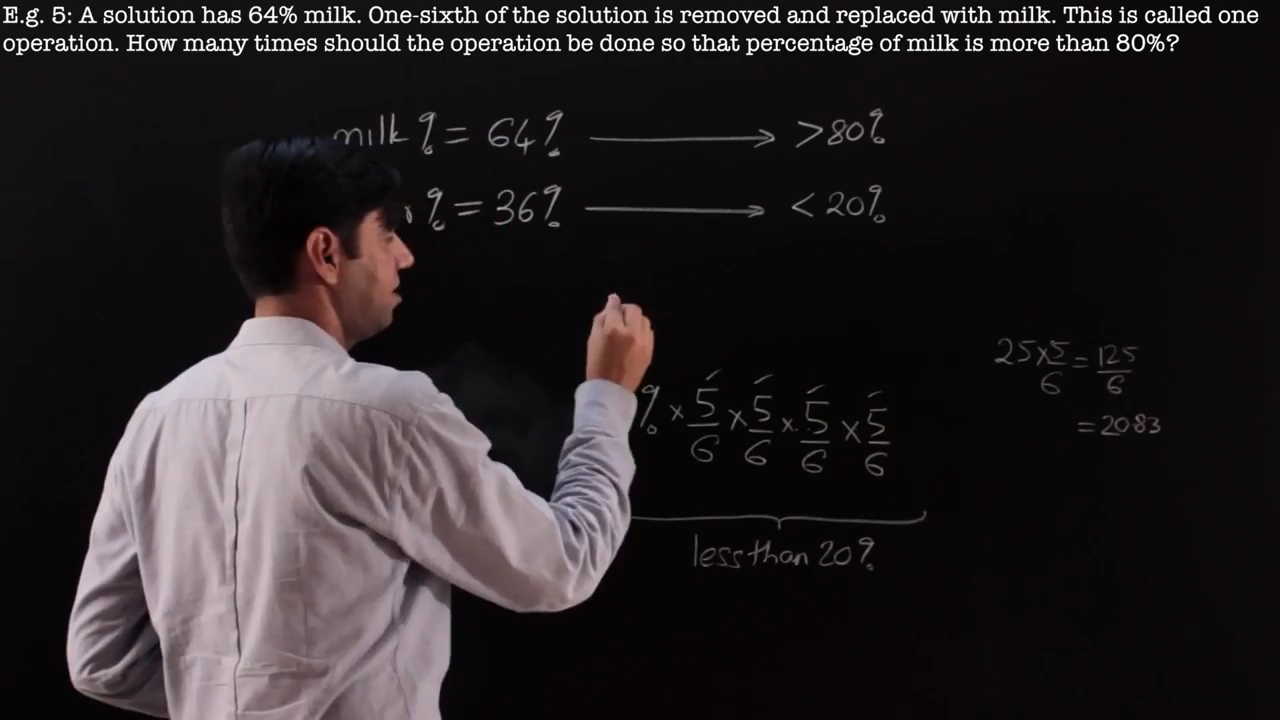 E.g. 5: A solution has 64% milk. One-sixth of the solution is removed and replaced with milk. This is called one
operation. How many times should the operation be done so that percentage of milk is more than 80%?
milk % = 64% ⟶ >80%
% = 36% ⟶ < 20%
25×5/6 = 125/6
= 20.83
% × 5/6 × 5/6 × 5/6 × 5/6
less than 20%